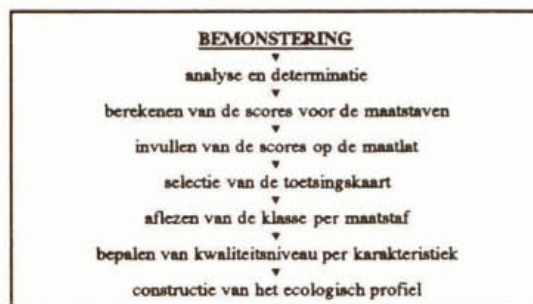 BEMONSTERING
analyse en determinatie
berekenen van de scores voor de maatstaven
invullen van de scores op de maatlat
selectie van de toetsingskaart
aflezen van de klasse per maatstaf
bepalen van kwaliteitsniveau per karakteristiek
constructie van het ecologisch profiel